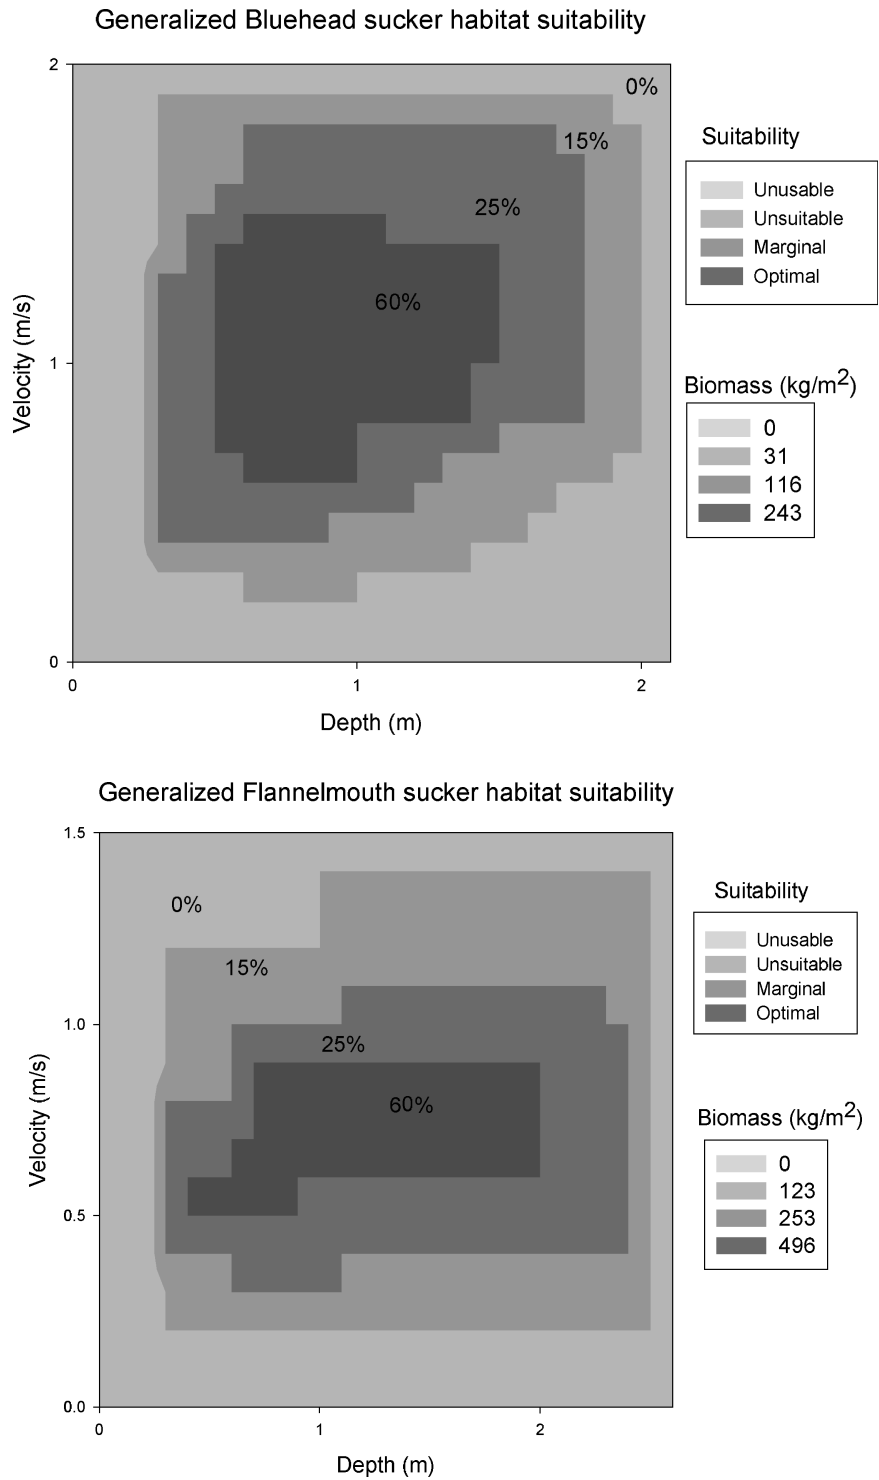 Generalized Bluehead sucker habitat suitability
2
0%
15%
Suitability
Unusable
Unsuitable
Marginal
Optimal
25%
60%
Velocity (m/s)
1
Biomass (kg/m2)
0
31
116
243
0
0
1
2
Depth (m)
Generalized Flannelmouth sucker habitat suitability
1.5
0%
15%
Suitability
Unusable
Unsuitable
Marginal
Optimal
1.0
25%
60%
Velocity (m/s)
Biomass (kg/m2)
0
123
253
496
0.5
0.0
0
1
2
Depth (m)